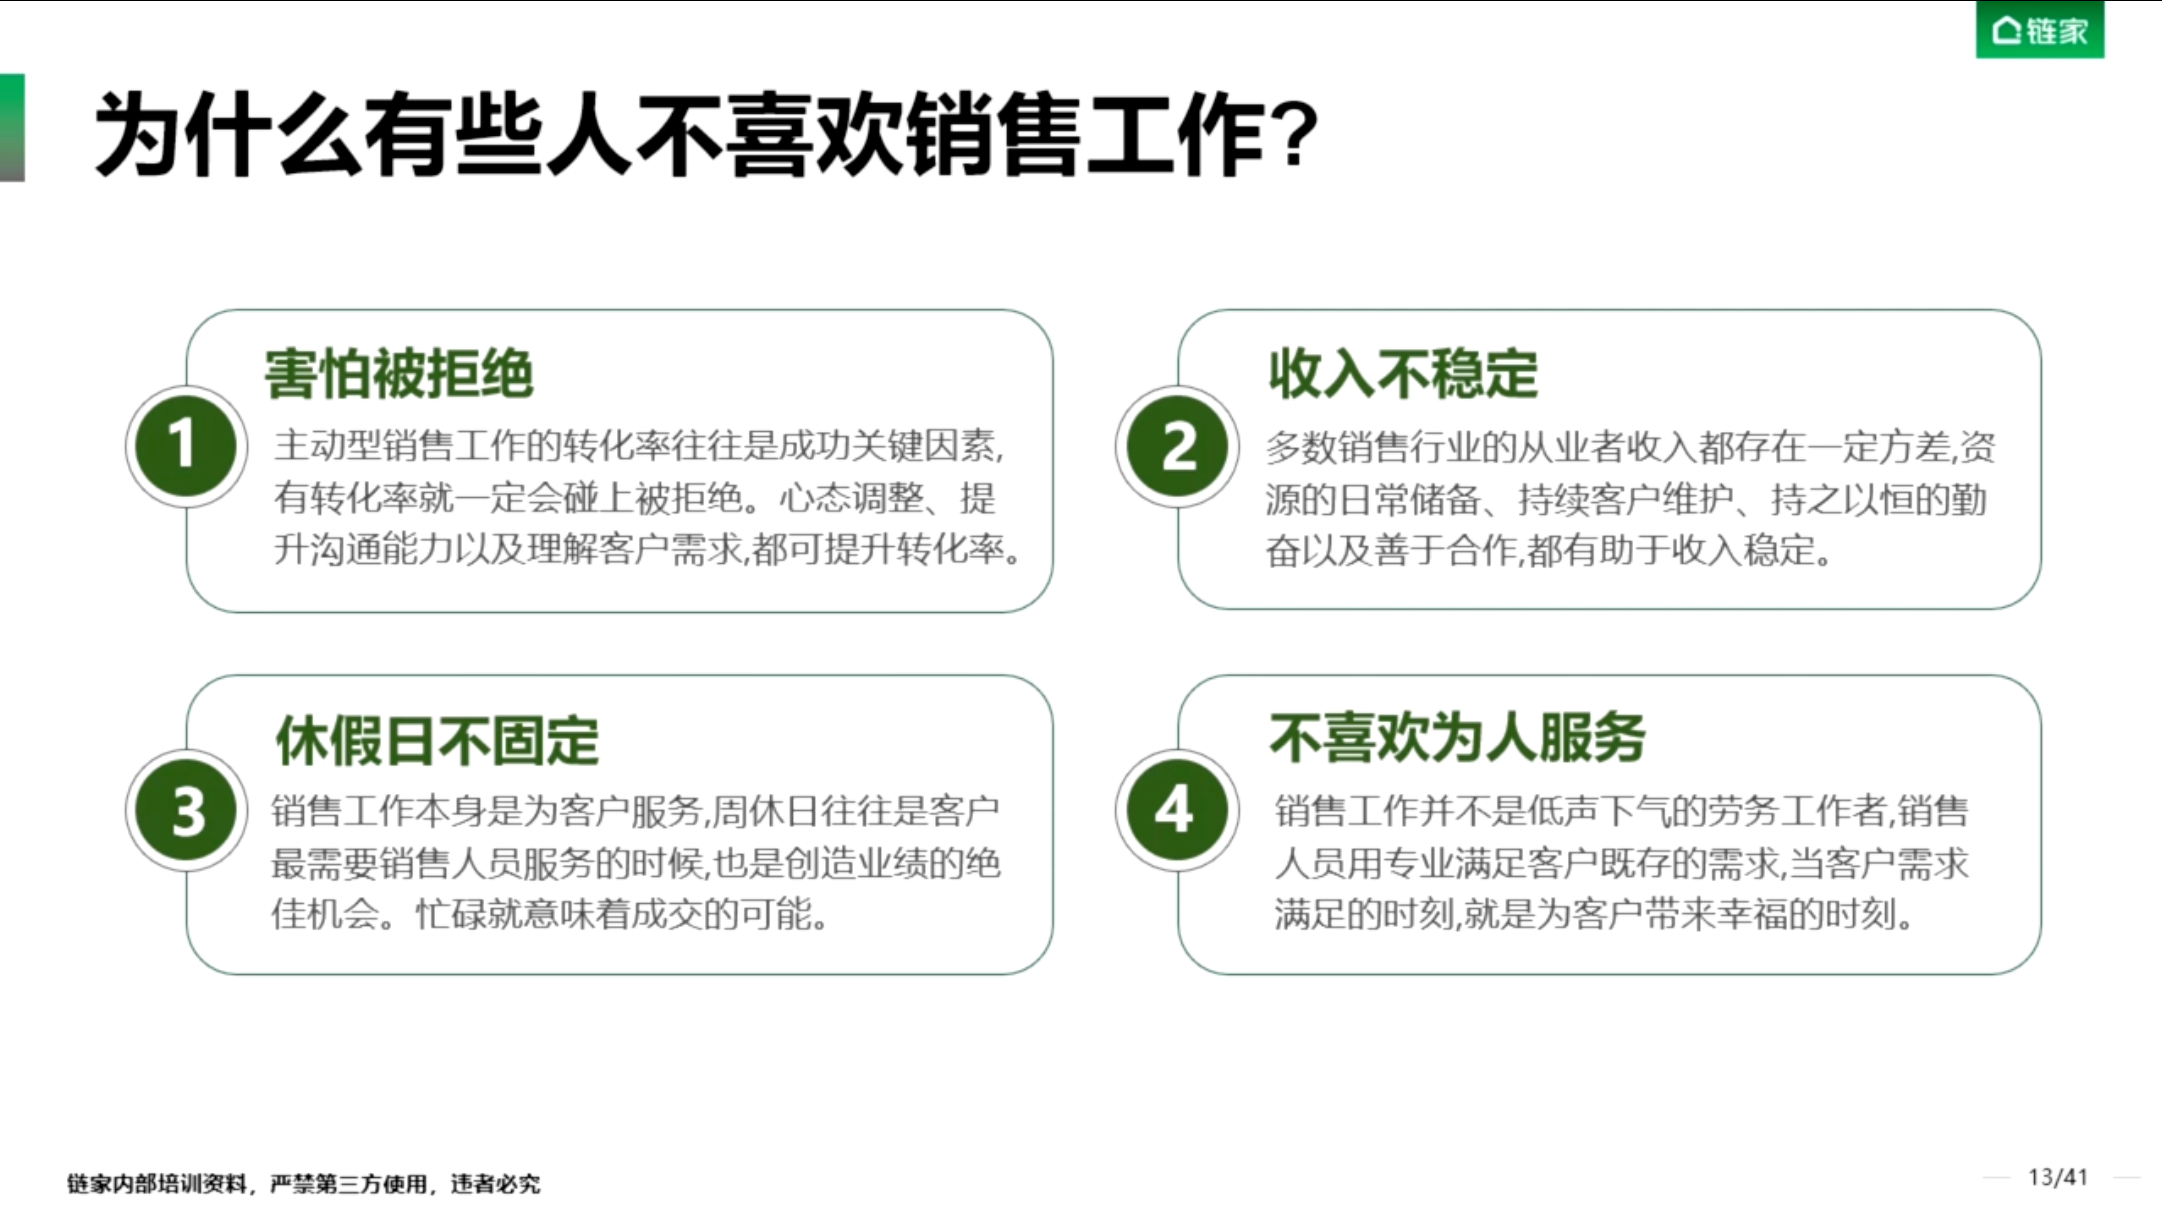 链家
为什么有些人不喜欢销售工作?
1
害怕被拒绝
主动型销售工作的转化率往往是成功关键因素,
有转化率就一定会碰上被拒绝。心态调整、提
升沟通能力以及理解客户需求,都可提升转化率。
2
收入不稳定
多数销售行业的从业者收入都存在一定方差,资
源的日常储备、持续客户维护、持之以恒的勤
奋以及善于合作,都有助于收入稳定。
3
休假日不固定
销售工作本身是为客户服务,周休日往往是客户
最需要销售人员服务的时候,也是创造业绩的绝
佳机会。忙碌就意味着成交的可能。
4
不喜欢为人服务
销售工作并不是低声下气的劳务工作者,销售
人员用专业满足客户既存的需求,当客户需求
满足的时刻,就是为客户带来幸福的时刻。
链家内部培训资料，严禁第三方使用，违者必究
13/41